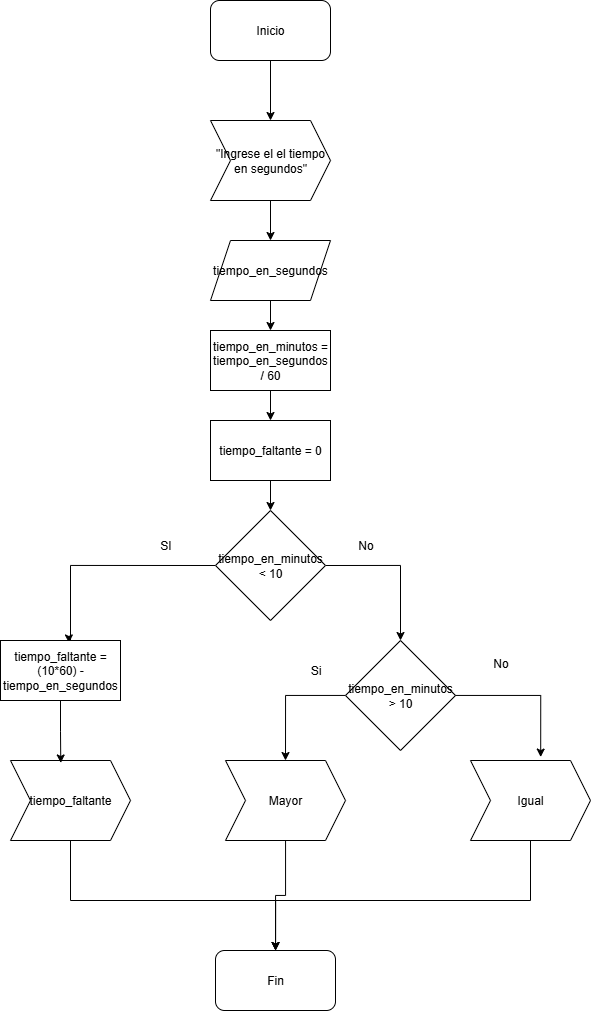 Inicio
"Ingrese el el tiempo
en segundos"
tiempo_en_segundos
tiempo_en_minutos =
tiempo_en_segundos
/ 60
tiempo_faltante = 0
tiempo_en_minutos
< 10
SI
No
tiempo_faltante =
(10*60) -
tiempo_en_segundos
tiempo_en_minutos
> 10
Si
No
tiempo_faltante
Mayor
Igual
Fin